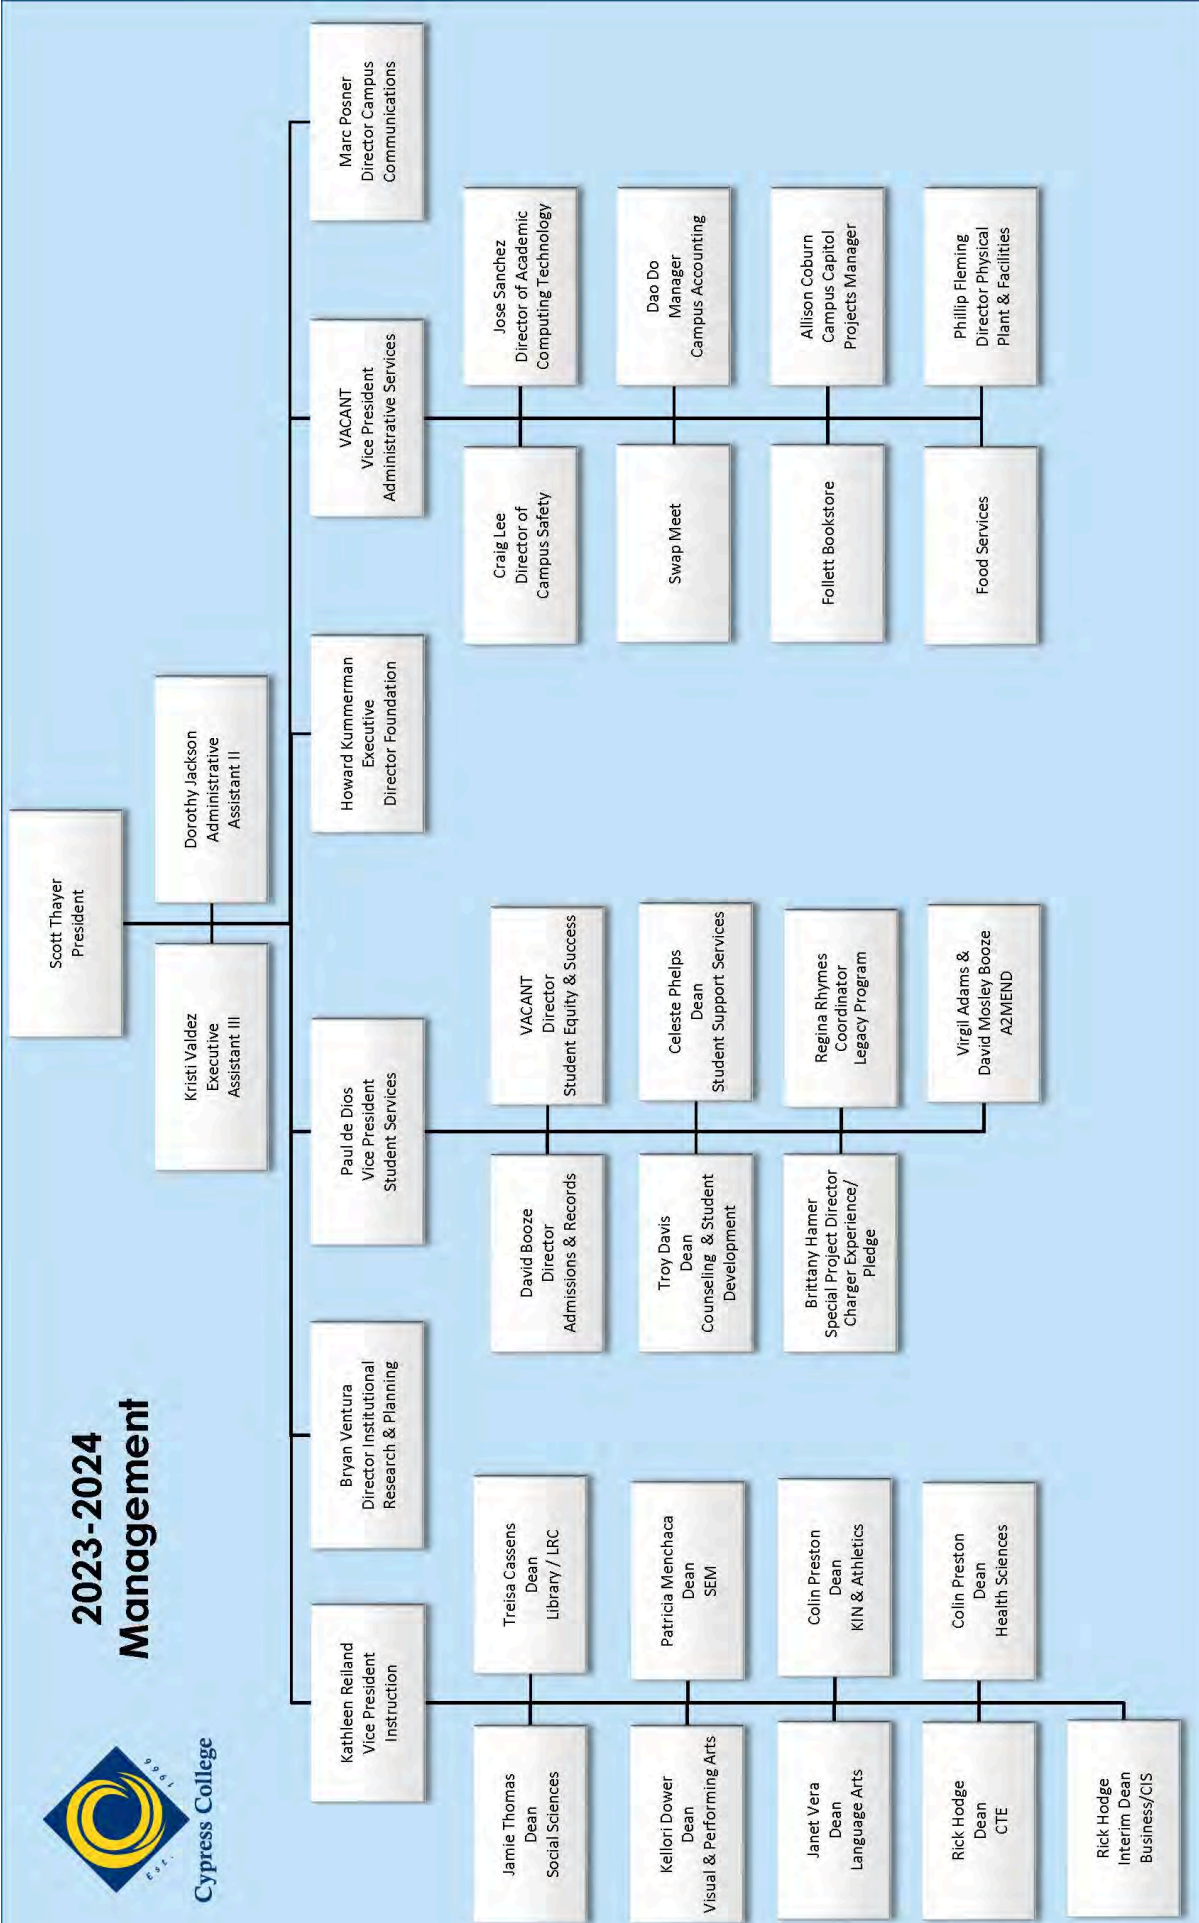 Est. 1966
Cypress College
2023-2024
Management
Scott Thayer
President
Kristi Valdez
Executive
Assistant III
Dorothy Jackson
Administrative
Assistant II
Kathleen Reiland
Vice President
Instruction
Bryan Ventura
Director Institutional
Research & Planning
Paul de Dios
Vice President
Student Services
Howard Kummerman
Executive
Director Foundation
VACANT
Vice President
Administrative Services
Marc Posner
Director Campus
Communications
Jamie Thomas
Dean
Social Sciences
Treisa Cassens
Dean
Library / LRC
Kellori Dower
Dean
Visual & Performing Arts
Patricia Menchaca
Dean
SEM
Janet Vera
Dean
Language Arts
Colin Preston
Dean
KIN & Athletics
Rick Hodge
Dean
CTE
Colin Preston
Dean
Health Sciences
Rick Hodge
Interim Dean
Business/CIS
David Booze
Director
Admissions & Records
VACANT
Director
Student Equity & Success
Troy Davis
Dean
Counseling & Student
Development
Celeste Phelps
Dean
Student Support Services
Brittany Hamer
Special Project Director
Charger Experience/
Pledge
Regina Rhymes
Coordinator
Legacy Program
Virgil Adams &
David Mosley Booze
A2MEND
Craig Lee
Director of
Campus Safety
Jose Sanchez
Director of Academic
Computing Technology
Swap Meet
Dao Do
Manager
Campus Accounting
Follett Bookstore
Allison Coburn
Campus Capitol
Projects Manager
Food Services
Phillip Fleming
Director Physical
Plant & Facilities